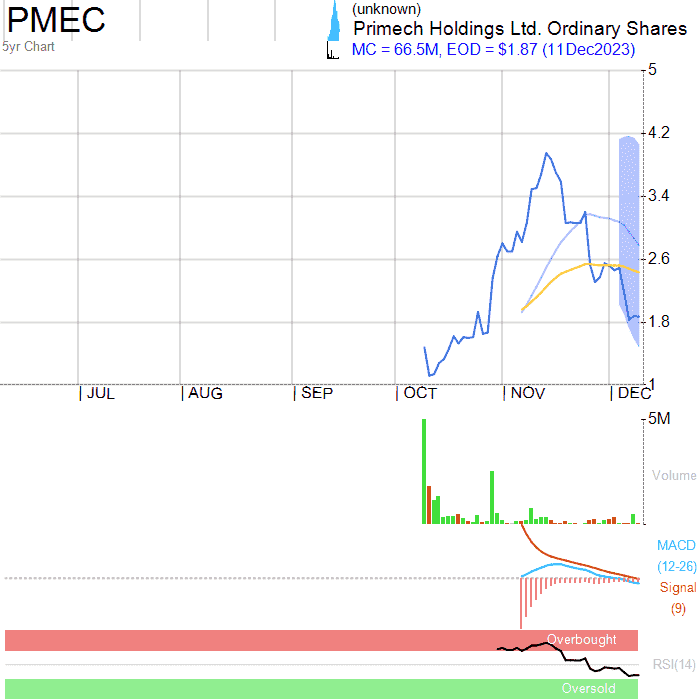 PMEC
(unknown)
Primech Holdings Ltd. Ordinary Shares
5yr Chart
MC = 66.5M, EOD = $1.87 (11Dec2023)
5
4.2
3.4
2.6
1.8
1
| JUL | AUG | SEP | OCT | NOV | DEC
5M
Volume
MACD
(12-26)
Signal
(9)
Overbought
RSI(14)
Oversold